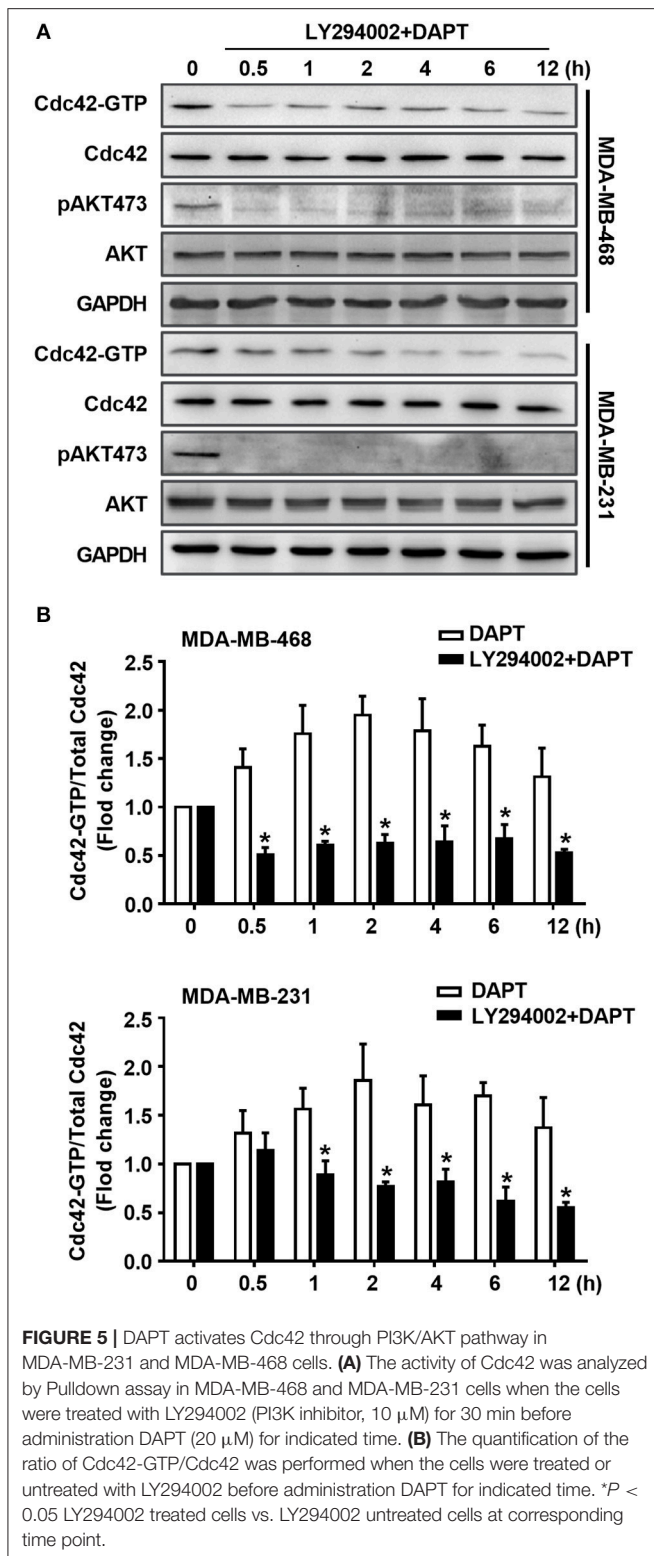 A
LY294002+DAPT
0 0.5 1 2 4 6 12 (h)
Cdc42-GTP
Cdc42
pAKT473
AKT
GAPDH
MDA-MB-468
Cdc42-GTP
Cdc42
pAKT473
AKT
GAPDH
MDA-MB-231
B
MDA-MB-468
DAPT
LY294002+DAPT
Cdc42-GTP/Total Cdc42
(Flod change)
2.5
2.0
1.5
1.0
0.5
0.0
* * * * * *
0 0.5 1 2 4 6 12 (h)
MDA-MB-231
DAPT
LY294002+DAPT
Cdc42-GTP/Total Cdc42
(Flod change)
2.5
2.0
1.5
1.0
0.5
0.0
* * * * *
0 0.5 1 2 4 6 12 (h)
FIGURE 5 | DAPT activates Cdc42 through PI3K/AKT pathway in
MDA-MB-231 and MDA-MB-468 cells. (A) The activity of Cdc42 was analyzed
by Pulldown assay in MDA-MB-468 and MDA-MB-231 cells when the cells
were treated with LY294002 (PI3K inhibitor, 10 μM) for 30 min before
administration DAPT (20 μM) for indicated time. (B) The quantification of the
ratio of Cdc42-GTP/Cdc42 was performed when the cells were treated or
untreated with LY294002 before administration DAPT for indicated time. *P <
0.05 LY294002 treated cells vs. LY294002 untreated cells at corresponding
time point.